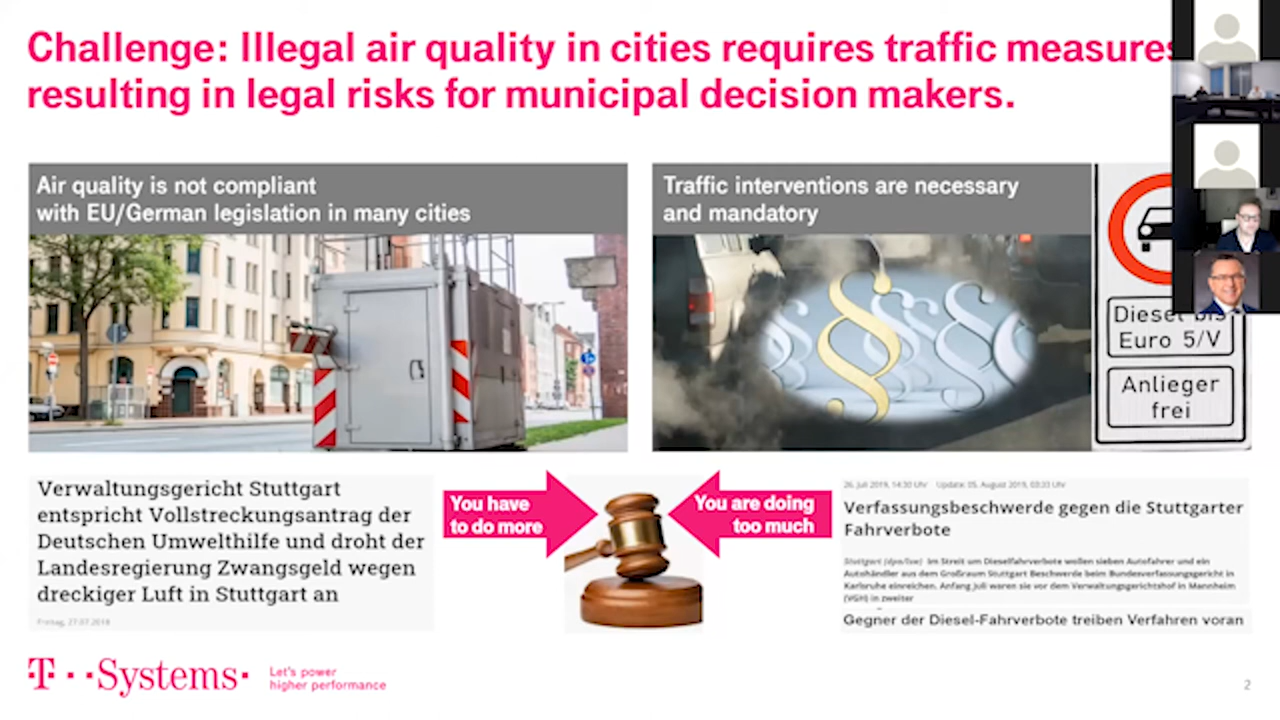 Challenge: Illegal air quality in cities requires traffic measures
resulting in legal risks for municipal decision makers.
Air quality is not compliant
with EU/German legislation in many cities
Traffic interventions are necessary
and mandatory
Diesel bis
Euro 5/V
Anlieger
frei
Verwaltungsgericht Stuttgart
entspricht Vollstreckungsantrag der
Deutschen Umwelthilfe und droht der
Landesregierung Zwangsgeld wegen
dreckiger Luft in Stuttgart an
Freitag, 27.07.2018
You have
to do more
You are doing
too much
26. Juli 2019, 14:30 Uhr Update: 05. August 2019, 03:33 Uhr
Verfassungsbeschwerde gegen die Stuttgarter
Fahrverbote
Stuttgart (dpa/lsw) Im Streit um Dieselfahrverbote wollen sieben Autofahrer und ein
Autohändler aus dem Großraum Stuttgart Beschwerde beim Bundesverfassungsgericht in
Karlsruhe einreichen. Anfang Juli waren sie vor dem Verwaltungsgerichtshof in Mannheim
(VGH) in zweiter
Gegner der Diesel-Fahrverbote treiben Verfahren voran
T · · Systems ·
Let's power
higher performance
2